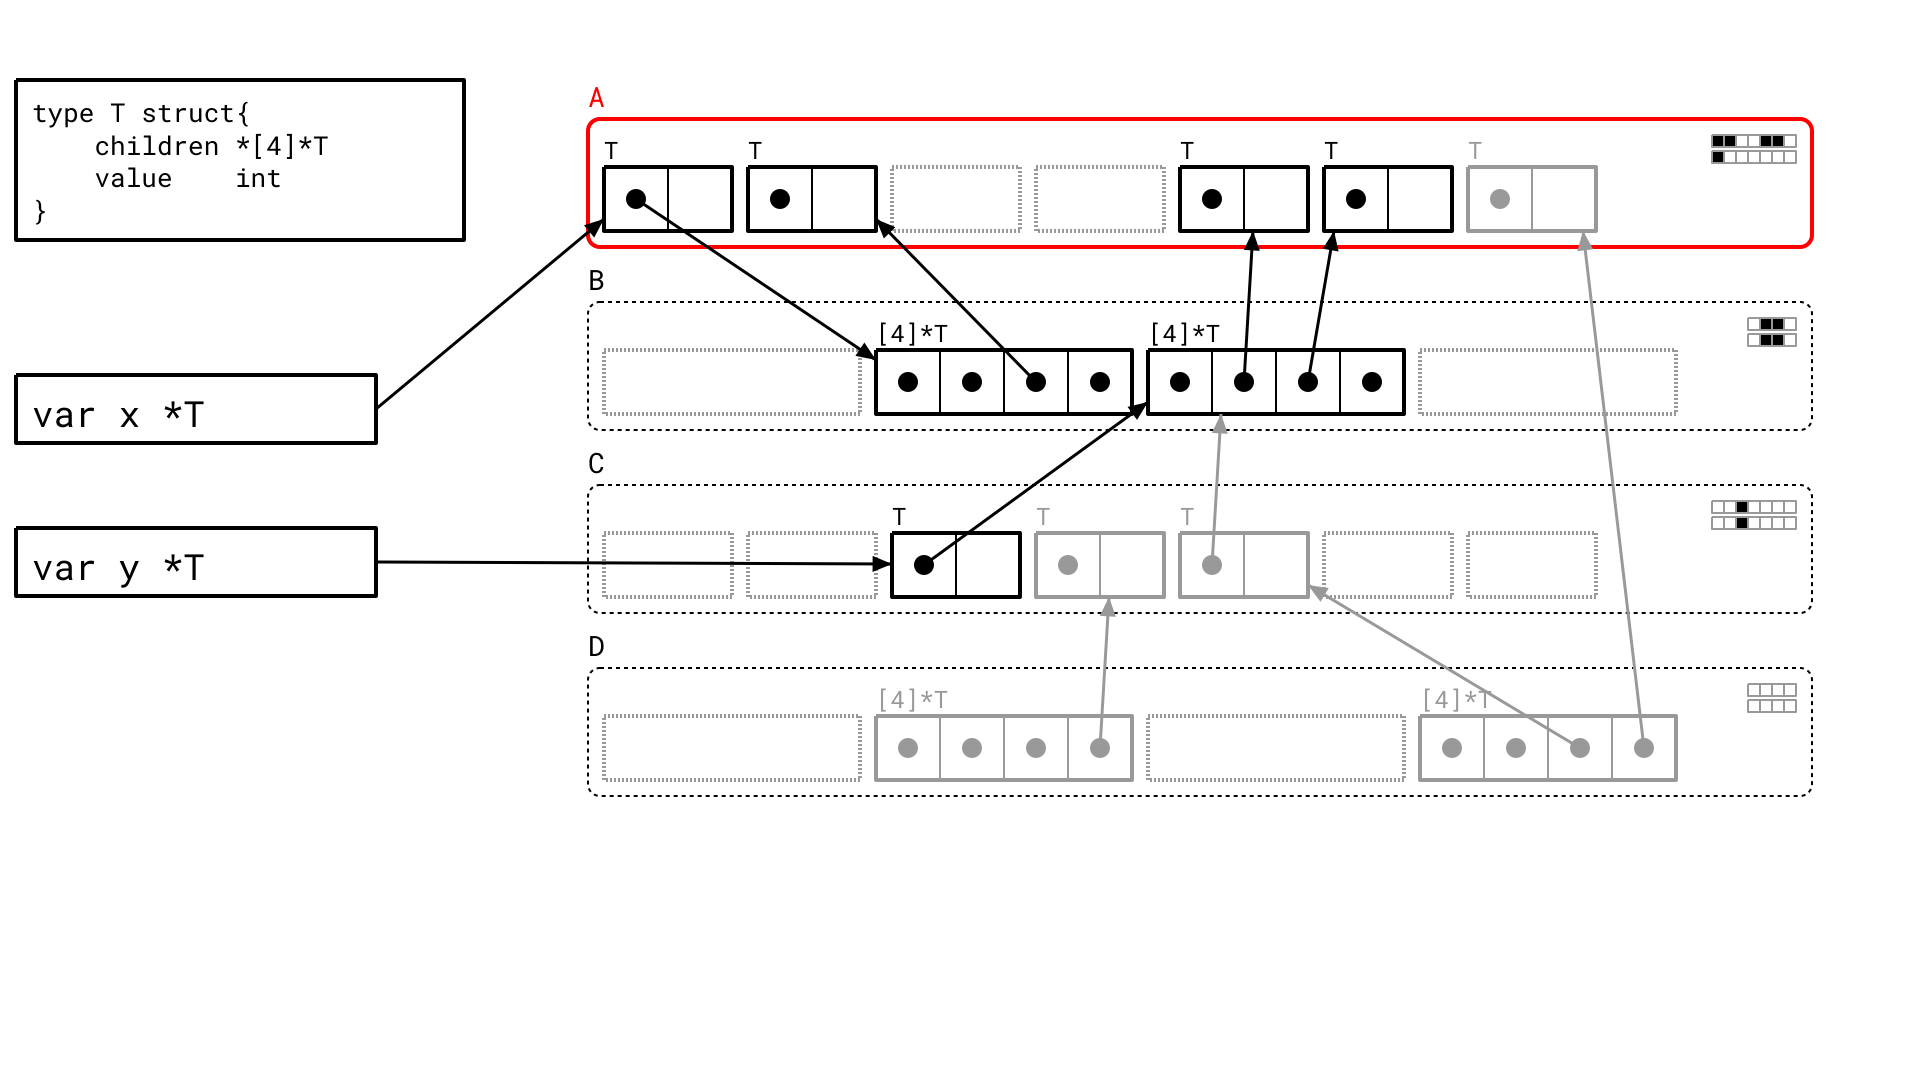 type T struct{
    children *[4]*T
    value    int
}
var x *T
var y *T
A
T T T T T
B
[4]*T [4]*T
C
T T T
D
[4]*T [4]*T